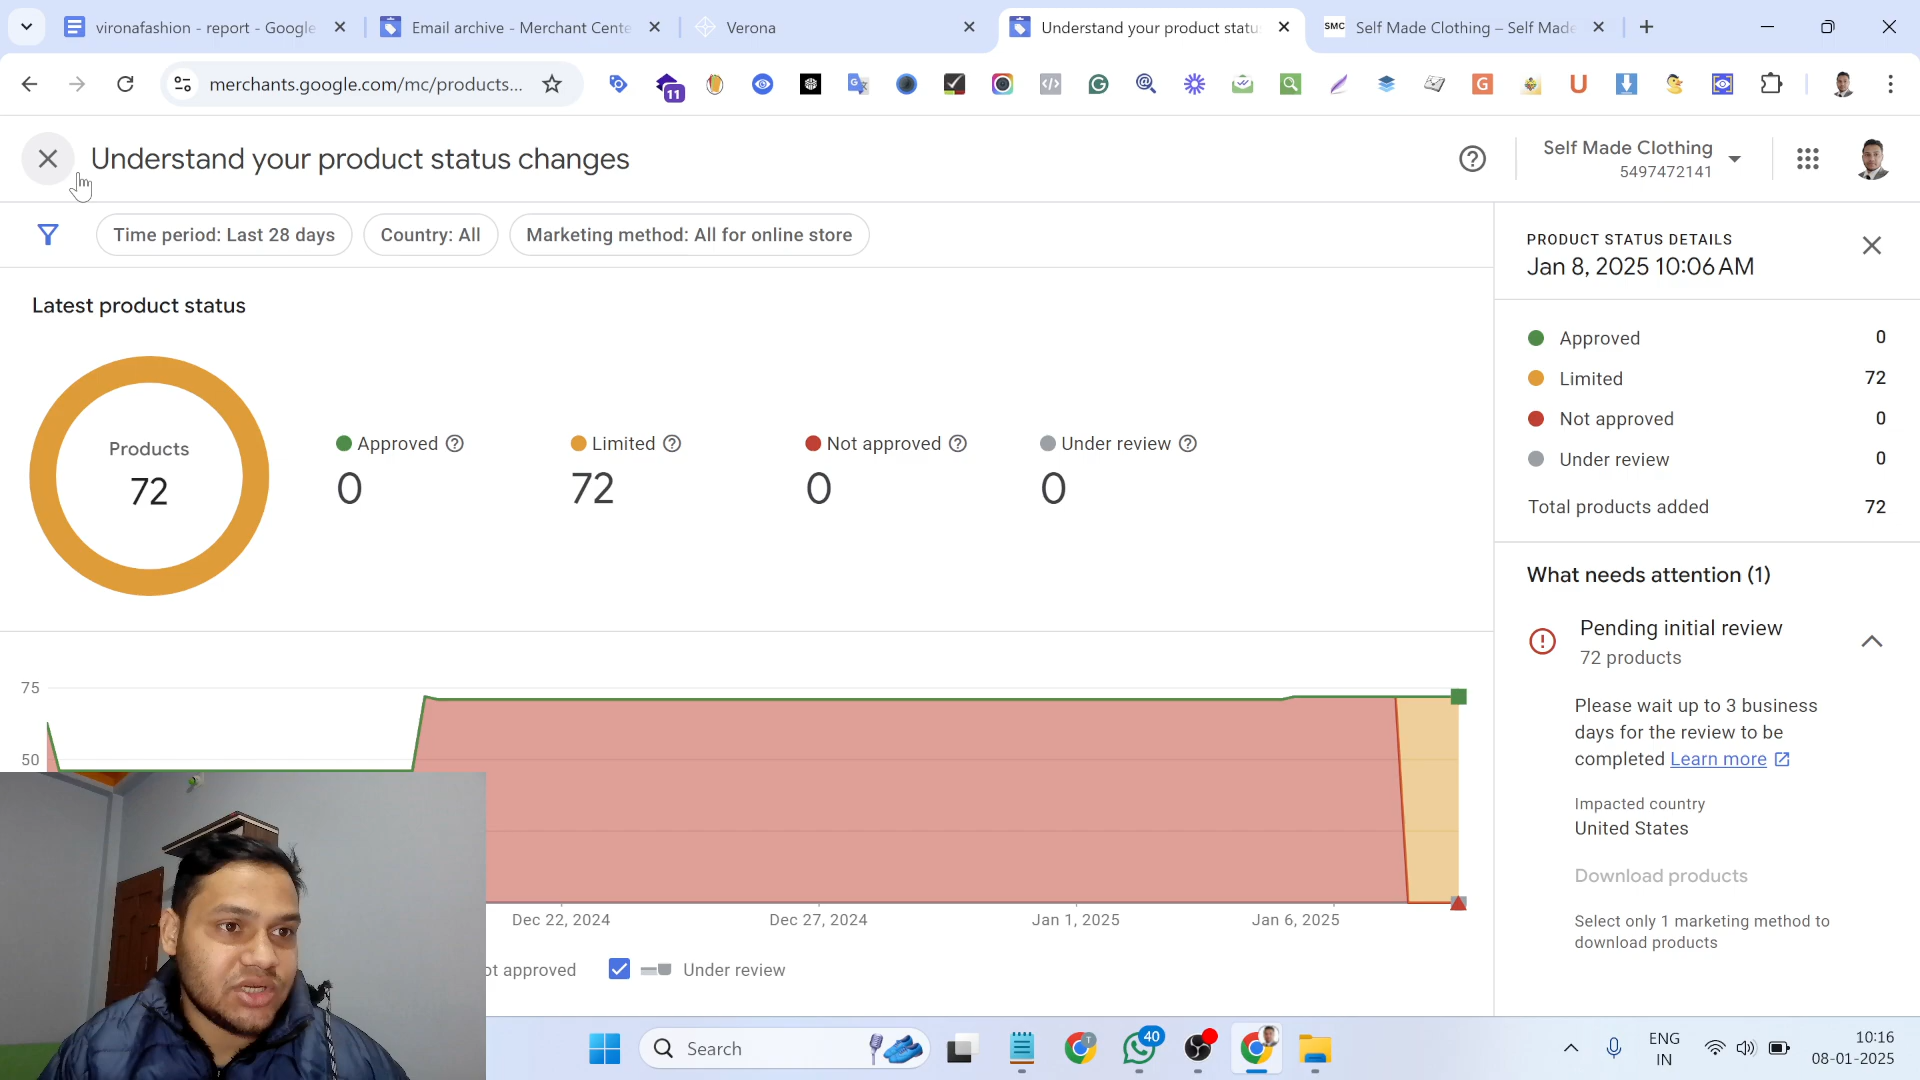 vironafashion - report - Google
Email archive - Merchant Cente
Verona
Understand your product statu
SMC
Self Made Clothing – Self Made
merchants.google.com/mc/products...
11
Understand your product status changes
Self Made Clothing
5497472141
Time period: Last 28 days
Country: All
Marketing method: All for online store
Latest product status
Products
72
Approved
0
Limited
72
Not approved
0
Under review
0
PRODUCT STATUS DETAILS
Jan 8, 2025 10:06 AM
Approved 0
Limited 72
Not approved 0
Under review 0
Total products added 72
What needs attention (1)
Pending initial review
72 products
Please wait up to 3 business
days for the review to be
completed Learn more
Impacted country
United States
Download products
Select only 1 marketing method to
download products
75
50
Dec 22, 2024
Dec 27, 2024
Jan 1, 2025
Jan 6, 2025
ot approved
Under review
Search
40
ENG
IN
10:16
08-01-2025